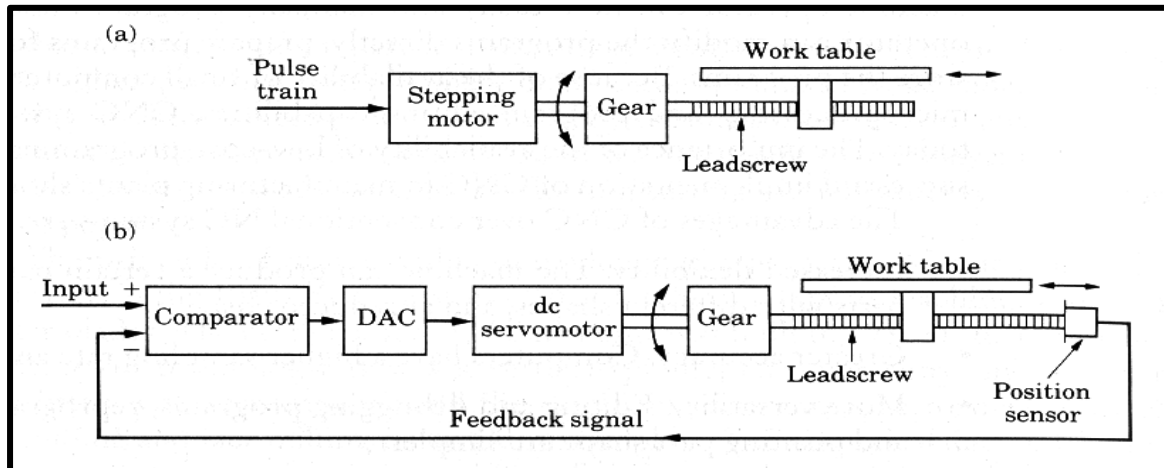 (a)
Work table
Pulse
train
Stepping
motor
Gear
Leadscrew
(b)
Work table
Input +
Comparator
DAC
dc
servomotor
Gear
Leadscrew
Position
sensor
Feedback signal